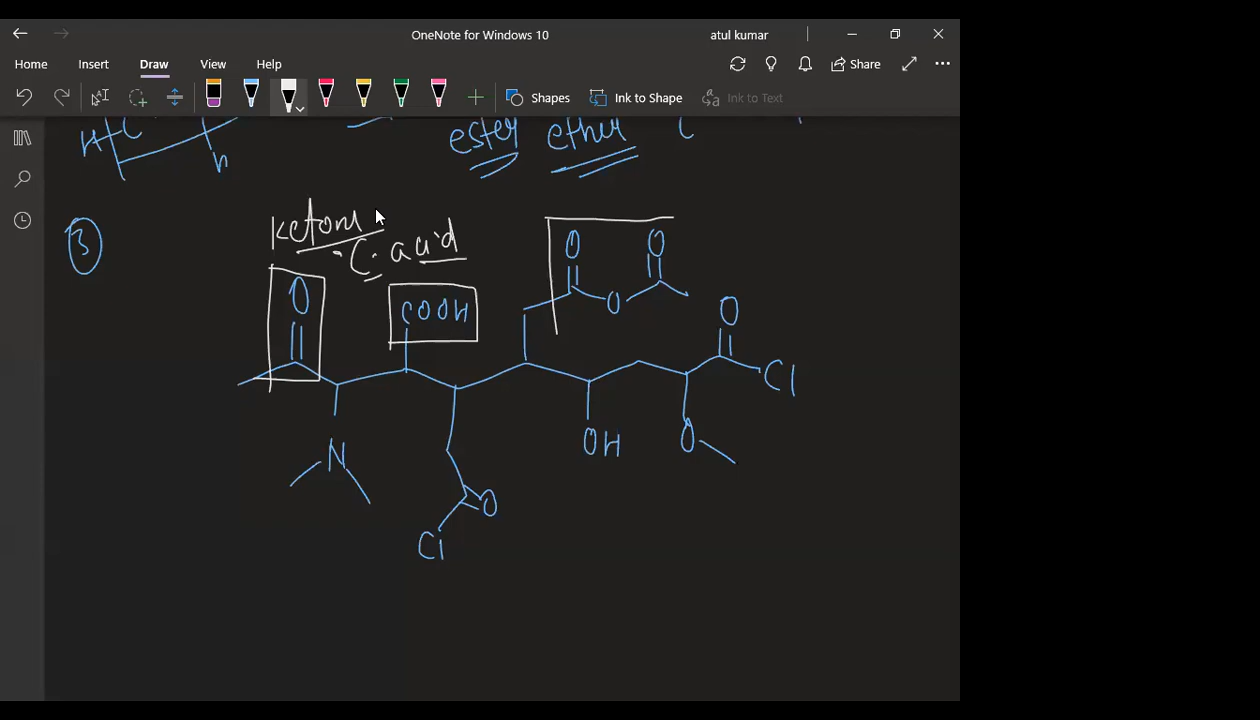 OneNote for Windows 10
atul kumar
Home Insert Draw View Help
Share
Shapes
Ink to Shape
Ink to Text
H C
h
ester ether
3
ketone
C. acid
O
COOH
O O
O
O
Cl
OH
O
N
O
Cl